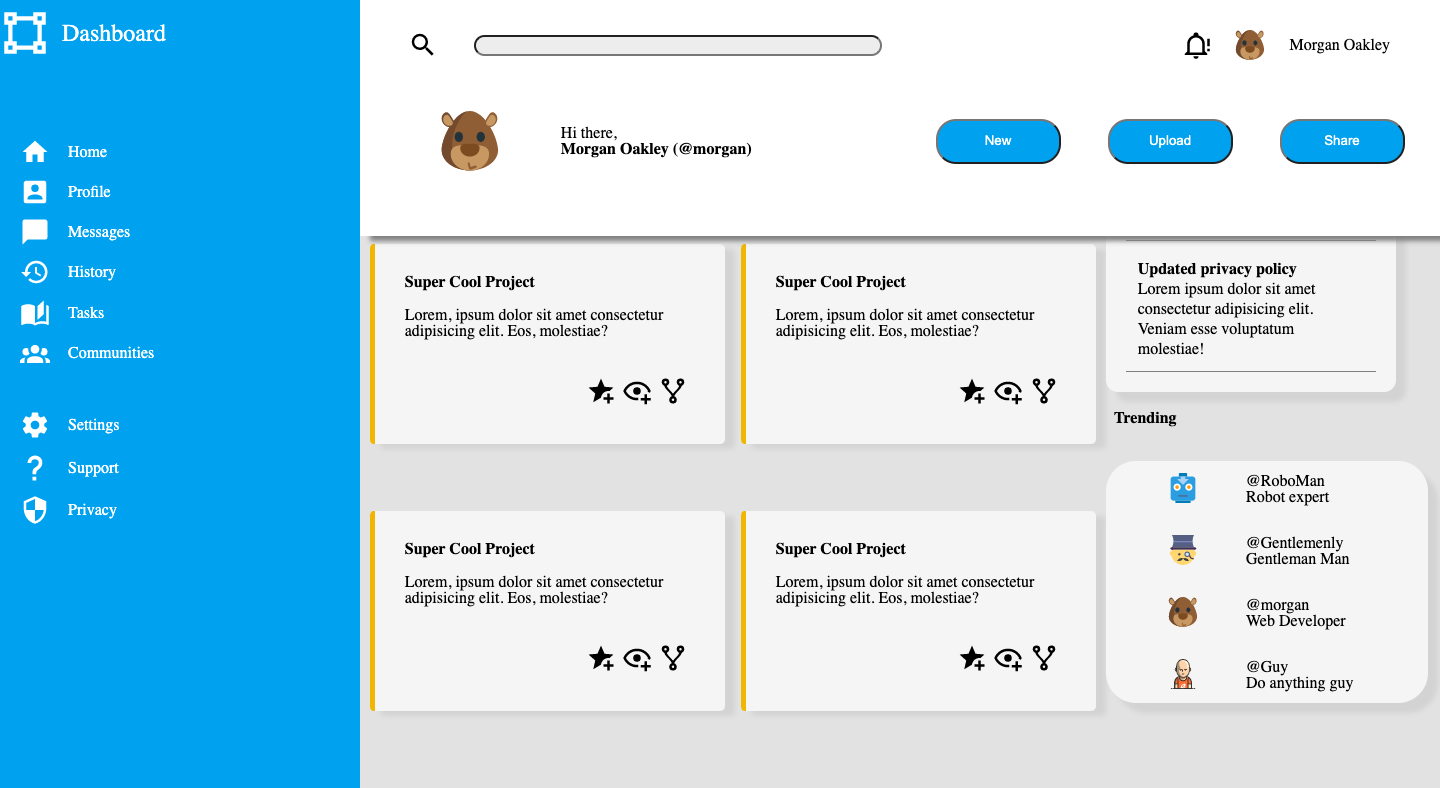 Dashboard
Home
Profile
Messages
History
Tasks
Communities
Settings
Support
Privacy
Morgan Oakley
Hi there,
Morgan Oakley (@morgan)
New
Upload
Share
Super Cool Project
Lorem, ipsum dolor sit amet consectetur
adipisicing elit. Eos, molestiae?
Super Cool Project
Lorem, ipsum dolor sit amet consectetur
adipisicing elit. Eos, molestiae?
Super Cool Project
Lorem, ipsum dolor sit amet consectetur
adipisicing elit. Eos, molestiae?
Super Cool Project
Lorem, ipsum dolor sit amet consectetur
adipisicing elit. Eos, molestiae?
Updated privacy policy
Lorem ipsum dolor sit amet
consectetur adipisicing elit.
Veniam esse voluptatum
molestiae!
Trending
@RoboMan
Robot expert
@Gentlemenly
Gentleman Man
@morgan
Web Developer
@Guy
Do anything guy